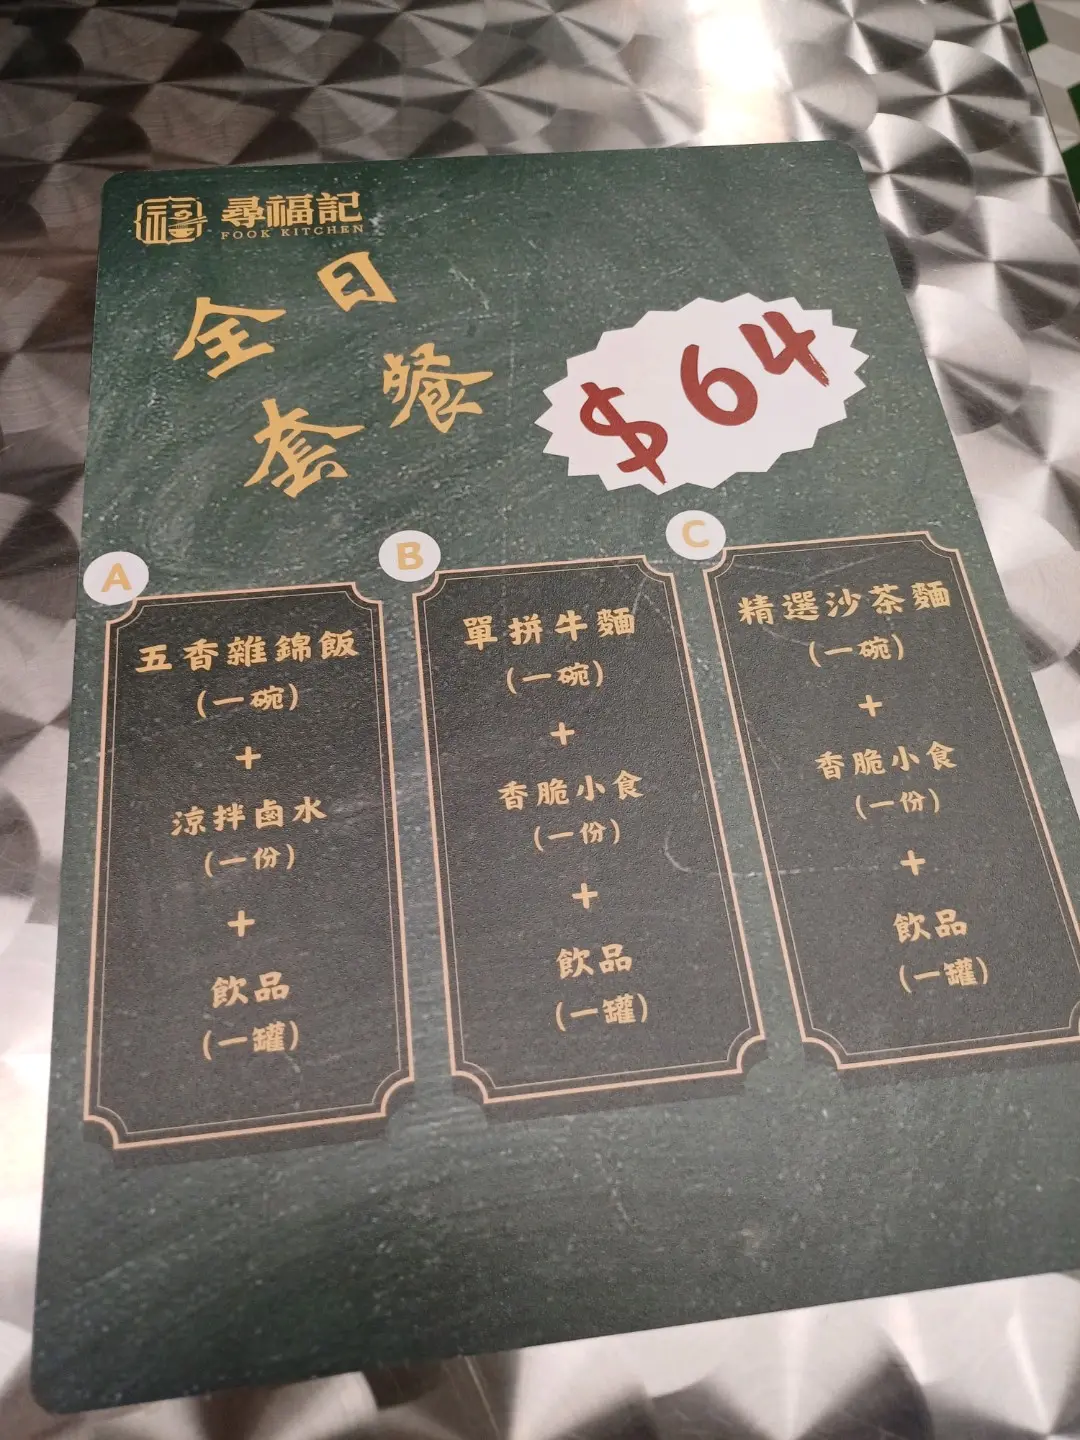 尋福記
FOOK KITCHEN
全日
套餐
$64
A
五香雜錦飯
(一碗)
+
涼拌鹵水
(一份)
+
飲品
(一罐)
B
單拼牛麵
(一碗)
+
香脆小食
(一份)
+
飲品
(一罐)
C
精選沙茶麵
(一碗)
+
香脆小食
(一份)
+
飲品
(一罐)